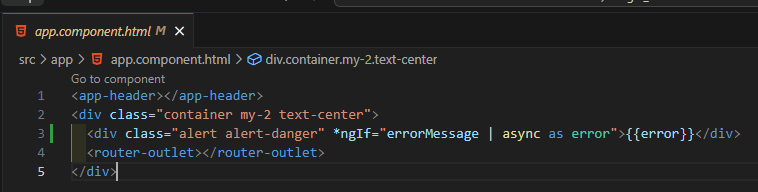 app.component.html M ×
src > app > app.component.html > div.container.my-2.text-center
Go to component
1 <app-header></app-header>
2 <div class="container my-2 text-center">
3 <div class="alert alert-danger" *ngIf="errorMessage | async as error">{{error}}</div>
4 <router-outlet></router-outlet>
5 </div>